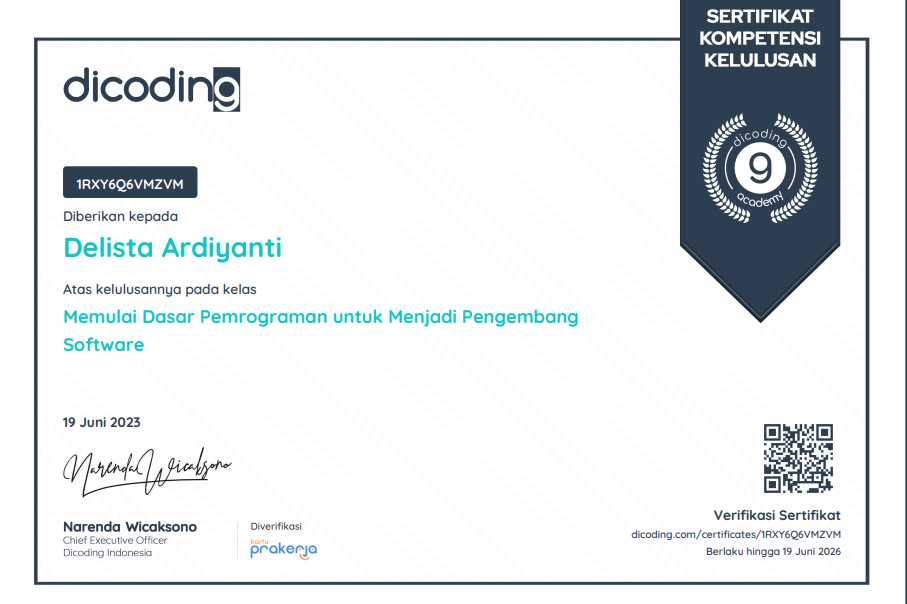 SERTIFIKAT
KOMPETENSI
KELULUSAN
dicoding
dicoding
9
academy
1RXY6Q6VMZVM
Diberikan kepada
Delista Ardiyanti
Atas kelulusannya pada kelas
Memulai Dasar Pemrograman untuk Menjadi Pengembang
Software
19 Juni 2023
Narenda Wicaksono
Narenda Wicaksono
Chief Executive Officer
Dicoding Indonesia
Diverifikasi
kartu
prakerja
Verifikasi Sertifikat
dicoding.com/certificates/1RXY6Q6VMZVM
Berlaku hingga 19 Juni 2026